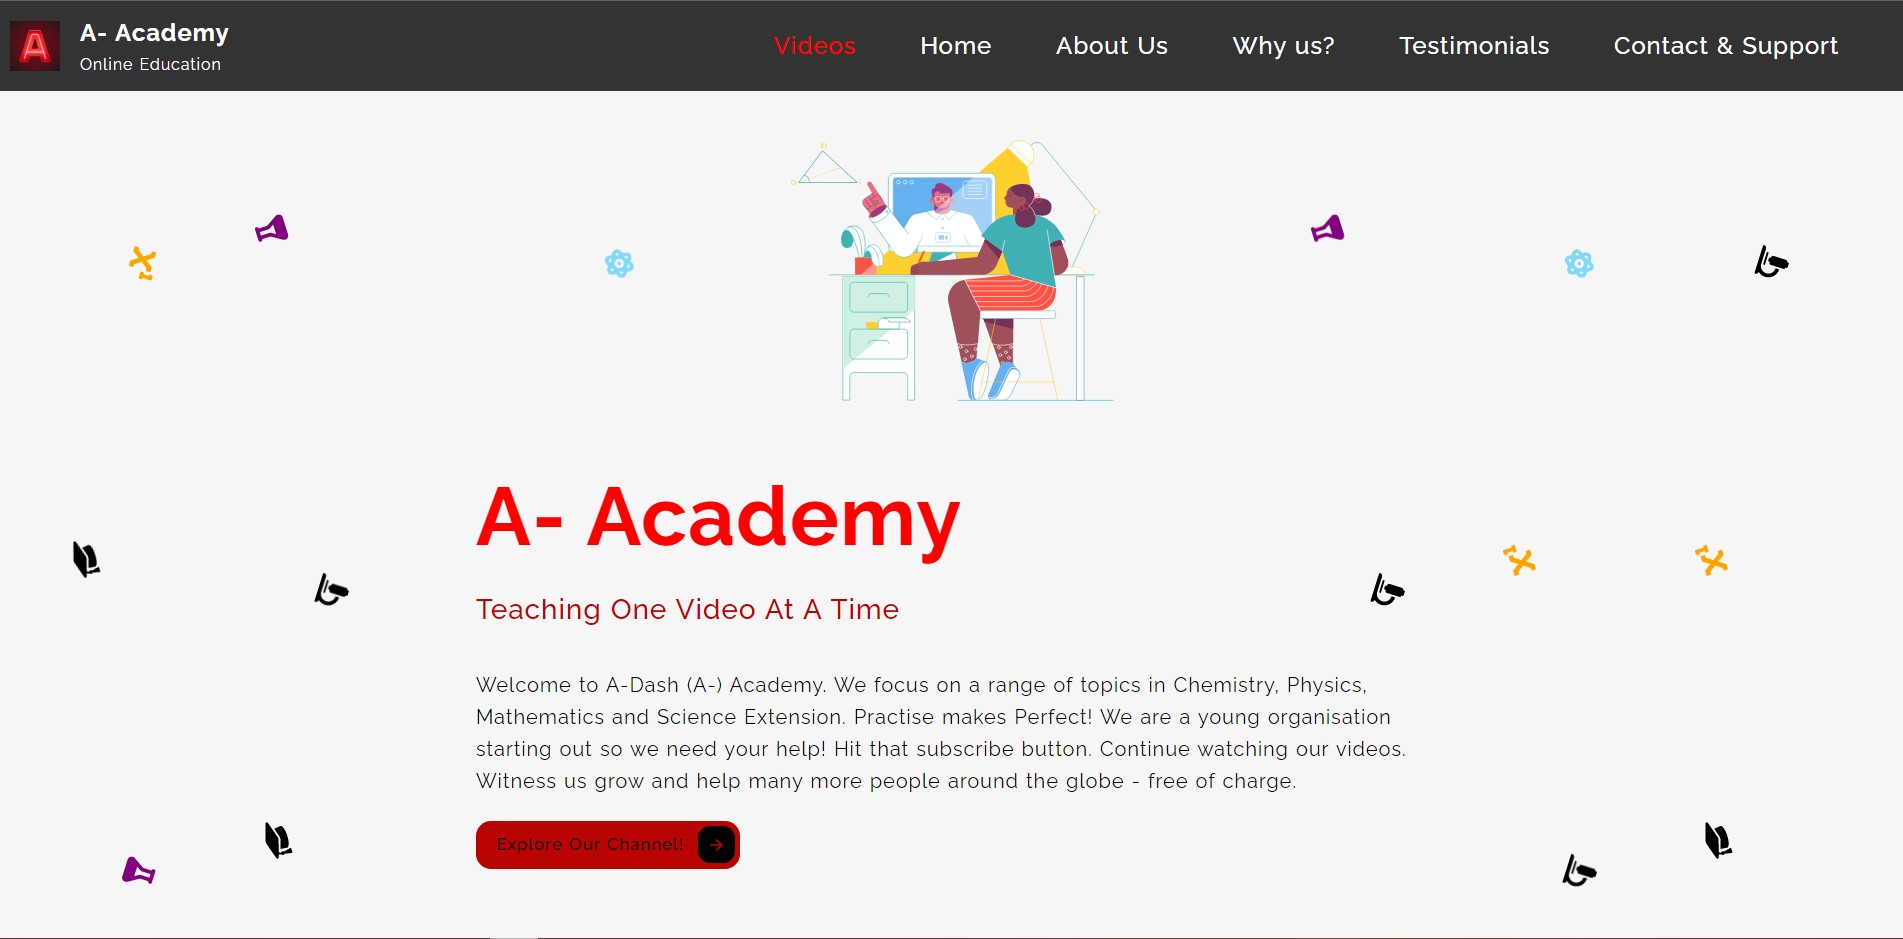 A- Academy
Online Education
Videos
Home
About Us
Why us?
Testimonials
Contact & Support
A- Academy
Teaching One Video At A Time
Welcome to A-Dash (A-) Academy. We focus on a range of topics in Chemistry, Physics,
Mathematics and Science Extension. Practise makes Perfect! We are a young organisation
starting out so we need your help! Hit that subscribe button. Continue watching our videos.
Witness us grow and help many more people around the globe - free of charge.
Explore Our Channel!